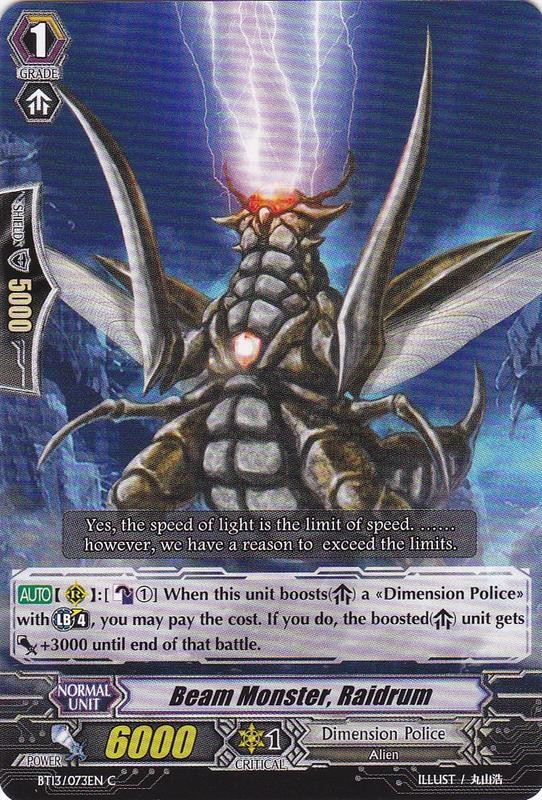 1
GRADE
SHIELD
5000
Yes, the speed of light is the limit of speed. ……
however, we have a reason to exceed the limits.
AUTO【 R 】:[ ①] When this unit boosts( ) a «Dimension Police»
with LB 4, you may pay the cost. If you do, the boosted( ) unit gets
+3000 until end of that battle.
NORMAL
UNIT
Beam Monster, Raidrum
POWER
6000
1
CRITICAL
Dimension Police
Alien
BT13/073EN C
ILLUST / 丸山浩